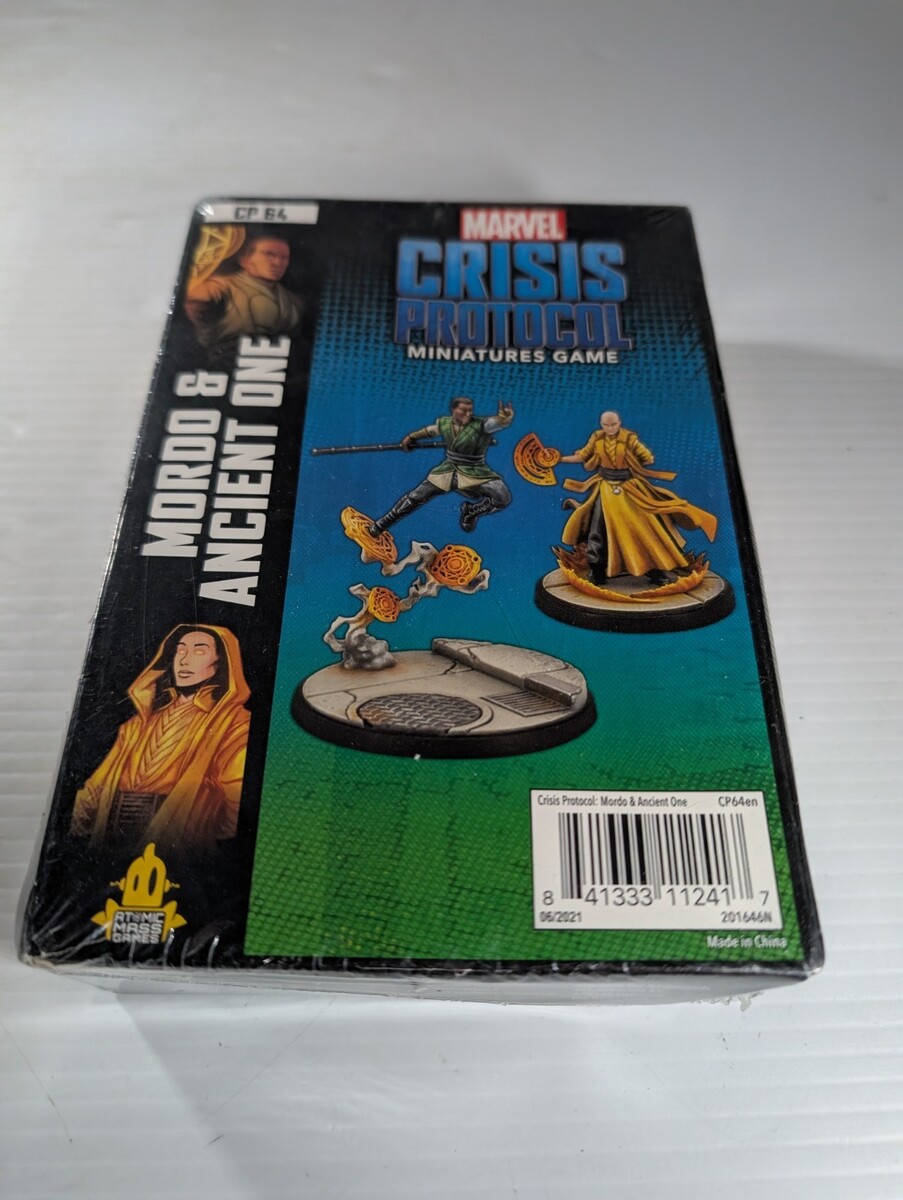 CP 64
MARVEL
CRISIS
PROTOCOL
MINIATURES GAME
MORDO &
ANCIENT ONE
ATOMIC
MASS
GAMES
Crisis Protocol: Mordo & Ancient One CP64en
8 41333 11241 7
06/2021 201646N
Made in China